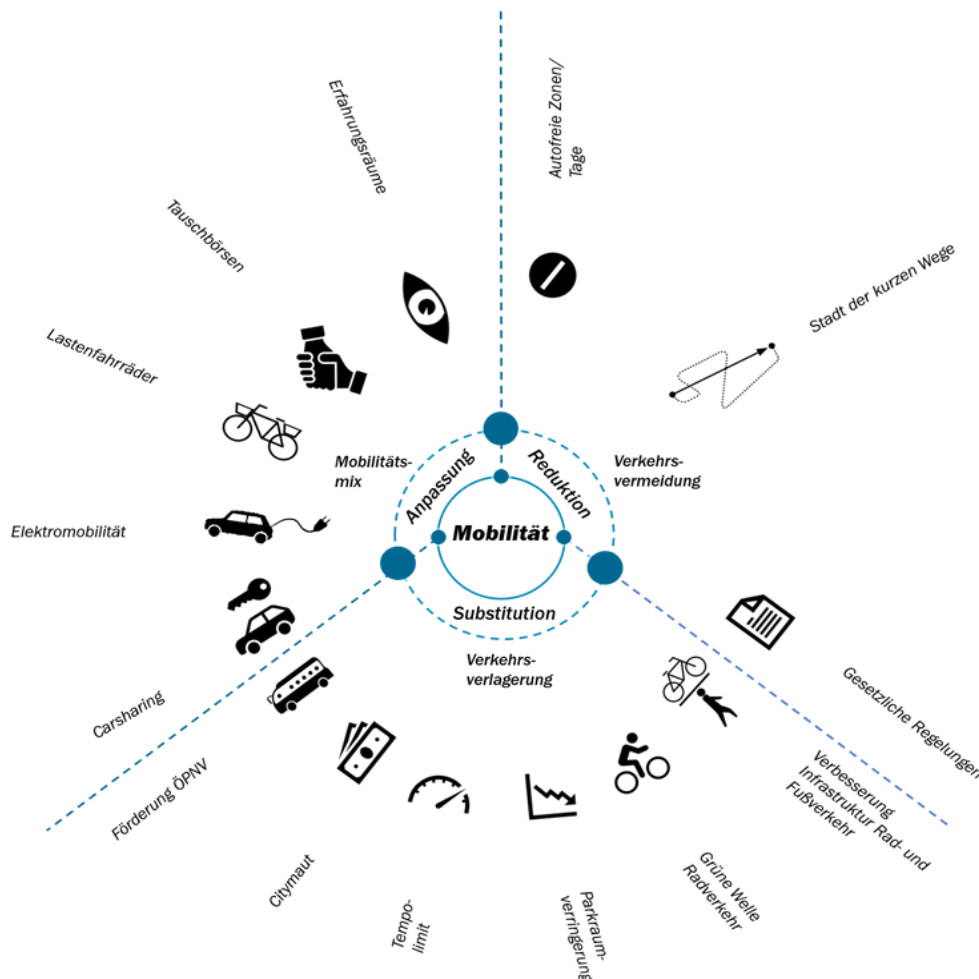 Erfahrungsräume
Autofreie Zonen/
Tage
Tauschbörsen
Stadt der kurzen Wege
Lastenfahrräder
Mobilitäts-
mix
Anpassung
Reduktion
Verkehrs-
vermeidung
Mobilität
Elektromobilität
Substitution
Verkehrs-
verlagerung
Carsharing
Gesetzliche Regelungen
Förderung ÖPNV
Verbesserung
Infrastruktur Rad- und
Fußverkehr
Citymaut
Tempo-
limit
Parkraum-
verringerung
Grüne Welle
Radverkehr